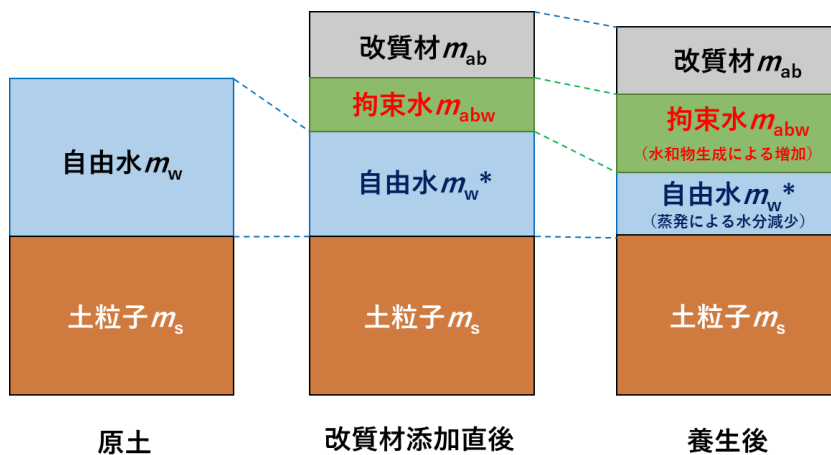 自由水mw
土粒子ms
原土
改質材mab
拘束水mabw
自由水mw*
土粒子ms
改質材添加直後
改質材mab
拘束水mabw
（水和物生成による増加）
自由水mw*
（蒸発による水分減少）
土粒子ms
養生後